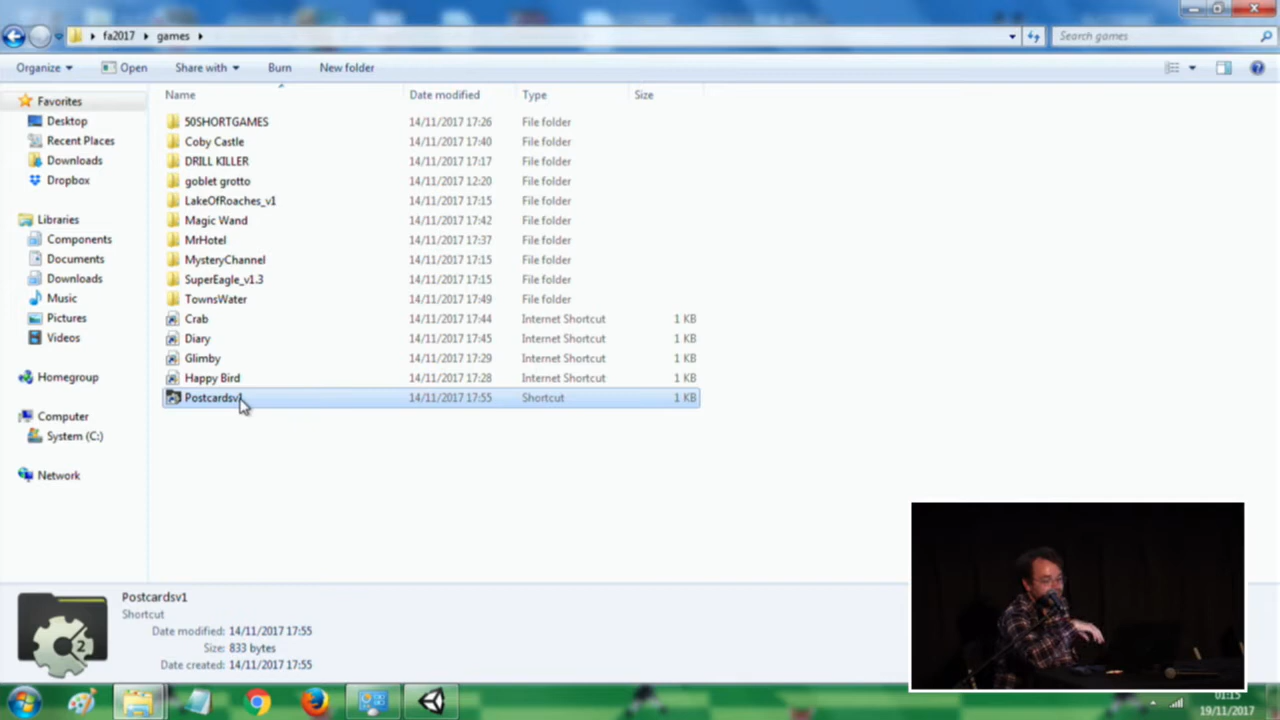 fa2017 games
Search games
Organize Open Share with Burn New folder
Name Date modified Type Size
Favorites
Desktop
Recent Places
Downloads
Dropbox
Libraries
Components
Documents
Downloads
Music
Pictures
Videos
Homegroup
Computer
System (C:)
Network
50SHORTGAMES 14/11/2017 17:26 File folder
Coby Castle 14/11/2017 17:40 File folder
DRILL KILLER 14/11/2017 17:17 File folder
goblet grotto 14/11/2017 12:20 File folder
LakeOfRoaches_v1 14/11/2017 17:15 File folder
Magic Wand 14/11/2017 17:42 File folder
MrHotel 14/11/2017 17:37 File folder
MysteryChannel 14/11/2017 17:15 File folder
SuperEagle_v1.3 14/11/2017 17:15 File folder
TownsWater 14/11/2017 17:49 File folder
Crab 14/11/2017 17:44 Internet Shortcut 1 KB
Diary 14/11/2017 17:45 Internet Shortcut 1 KB
Glimby 14/11/2017 17:29 Internet Shortcut 1 KB
Happy Bird 14/11/2017 17:28 Internet Shortcut 1 KB
Postcardsv1 14/11/2017 17:55 Shortcut 1 KB
2
Postcardsv1
Shortcut
Date modified: 14/11/2017 17:55
Size: 833 bytes
Date created: 14/11/2017 17:55
01:15
19/11/2017